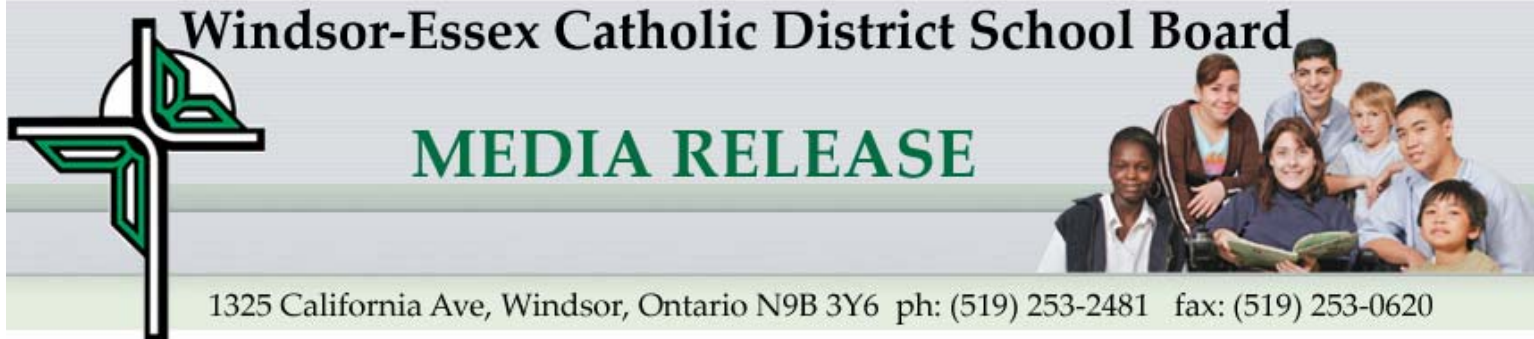 Windsor-Essex Catholic District School Board
MEDIA RELEASE
1325 California Ave, Windsor, Ontario N9B 3Y6 ph: (519) 253-2481 fax: (519) 253-0620